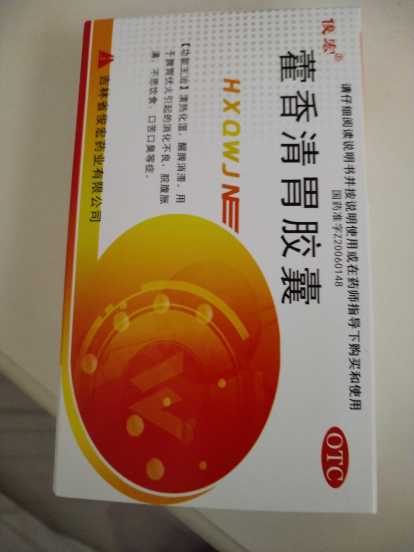 请仔细阅读说明书并按说明使用或在药师指导下购买和使用
国药准字Z20060148
俊宏®
藿香清胃胶囊
HXQWJN
【功能主治】清热化湿，醒脾消滞。用
于脾胃伏火引起的消化不良，脘腹胀
满，不思饮食，口苦口臭等症。
吉林省俊宏药业有限公司
OTC